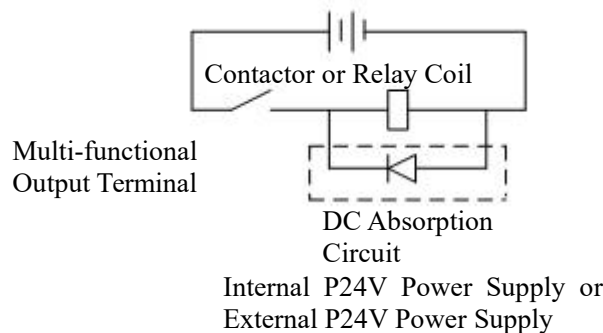 Contactor or Relay Coil
Multi-functional
Output Terminal
DC Absorption
Circuit
Internal P24V Power Supply or
External P24V Power Supply